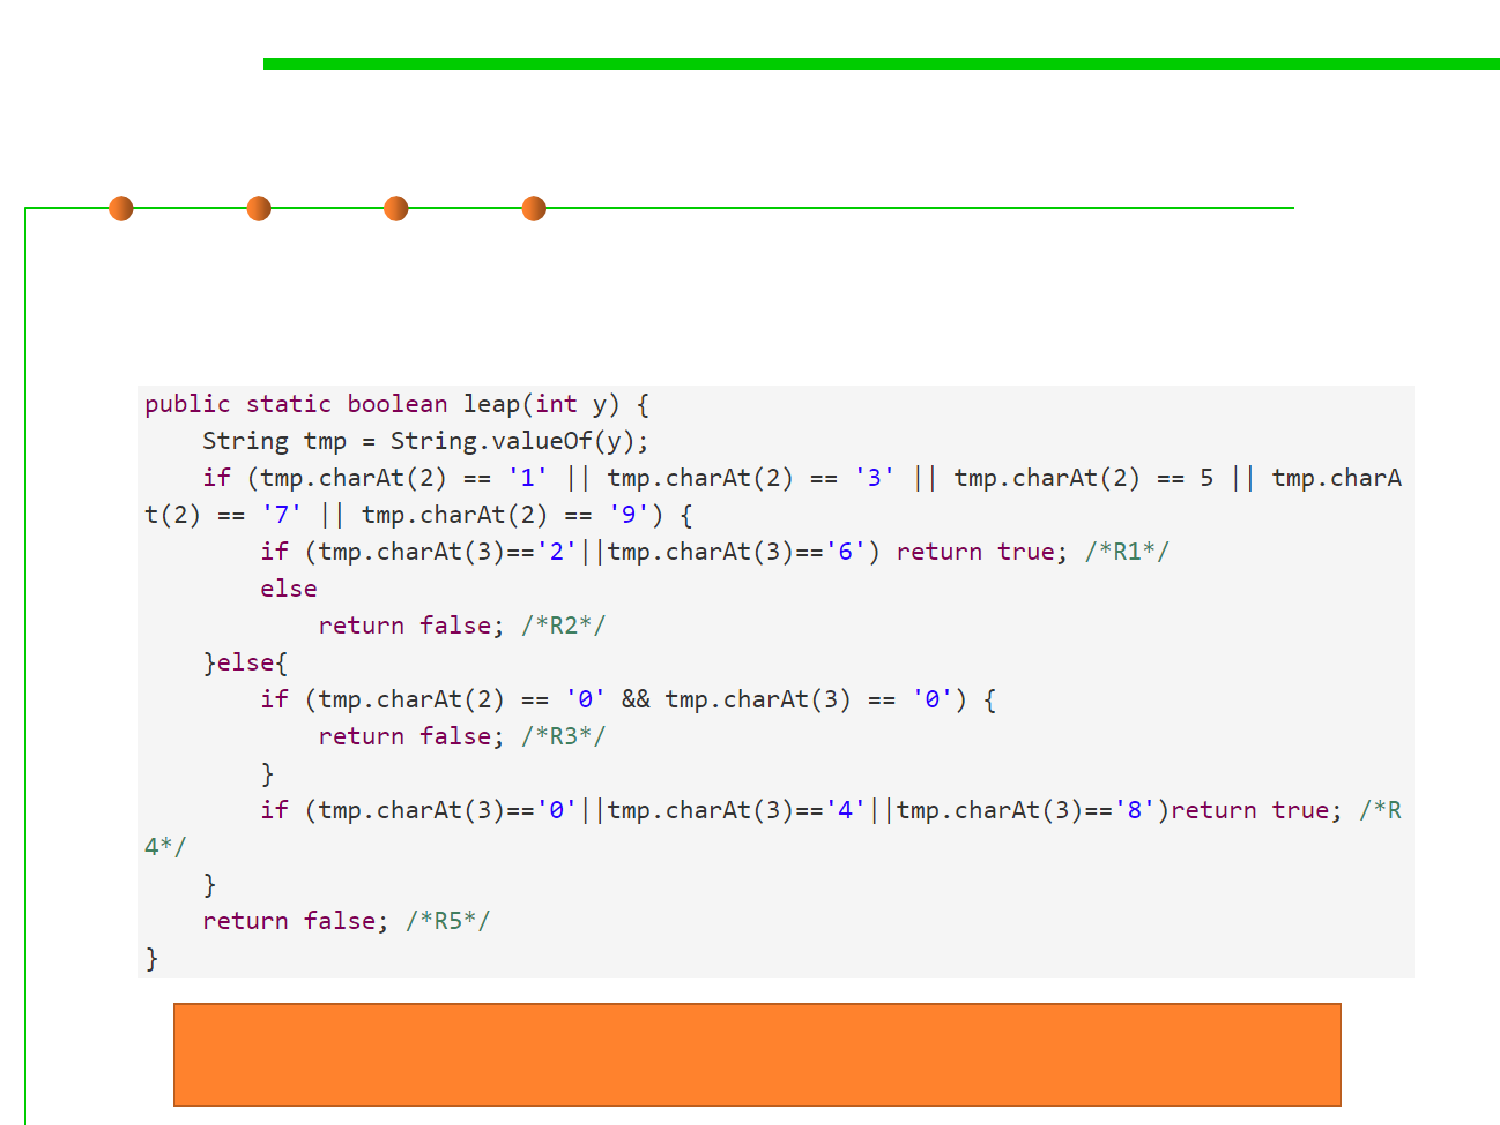 public static boolean leap(int y) {
    String tmp = String.valueOf(y);
    if (tmp.charAt(2) == '1' || tmp.charAt(2) == '3' || tmp.charAt(2) == 5 || tmp.charA
t(2) == '7' || tmp.charAt(2) == '9') {
        if (tmp.charAt(3)=='2'||tmp.charAt(3)=='6') return true; /*R1*/
        else
            return false; /*R2*/
    }else{
        if (tmp.charAt(2) == '0' && tmp.charAt(3) == '0') {
            return false; /*R3*/
        }
        if (tmp.charAt(3)=='0'||tmp.charAt(3)=='4'||tmp.charAt(3)=='8')return true; /*R
4*/
    }
    return false; /*R5*/
}